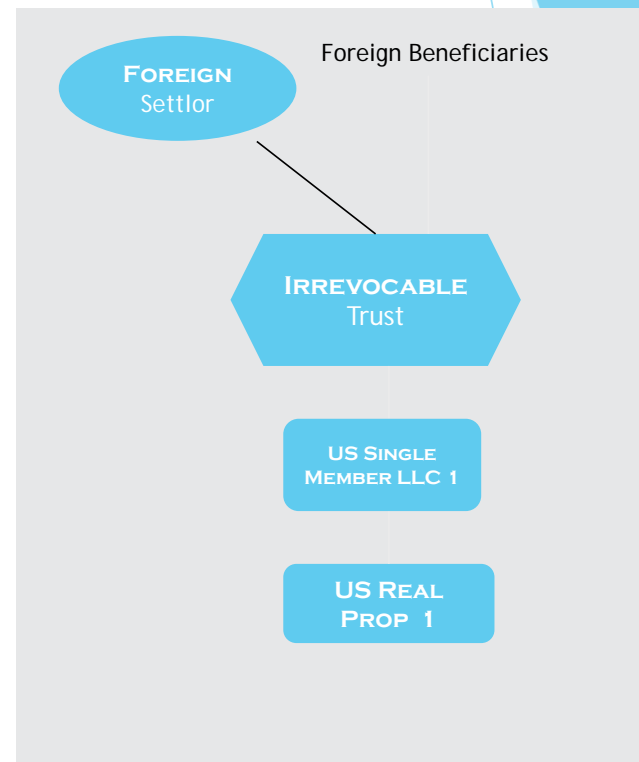 Foreign Beneficiaries
FOREIGN
Settlor
IRREVOCABLE
Trust
US SINGLE
MEMBER LLC 1
US REAL
PROP 1